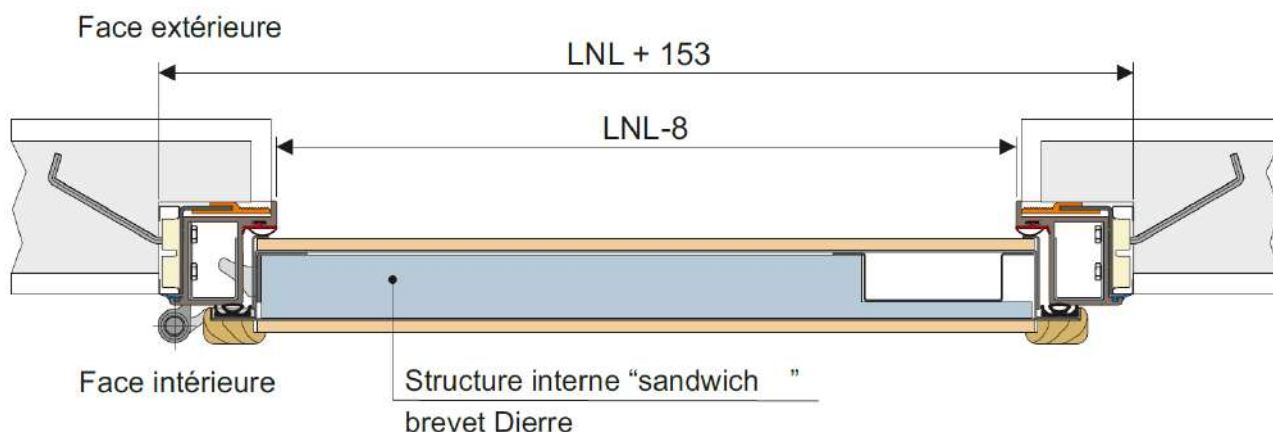 Face extérieure
LNL + 153
LNL-8
Face intérieure
Structure interne “sandwich ”
brevet Dierre